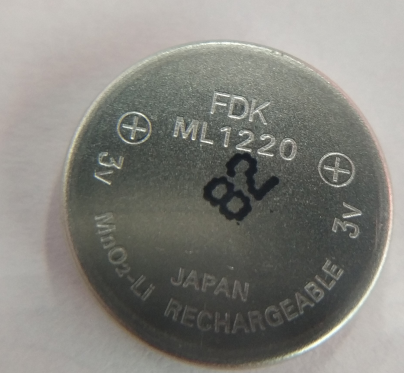 FDK
ML1220
⊕ ⊕
3V 3V
82
MnO2-Li
JAPAN
RECHARGEABLE